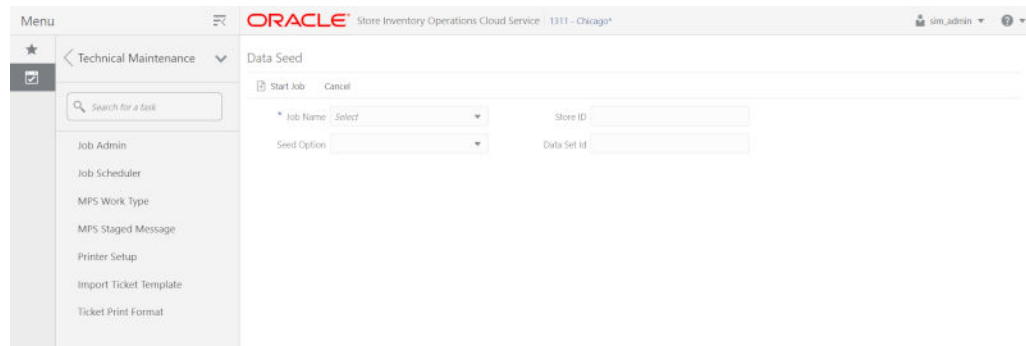 Menu
ORACLE® Store Inventory Operations Cloud Service 1311 - Chicago*
sim_admin
Technical Maintenance
Search for a task
Job Admin
Job Scheduler
MPS Work Type
MPS Staged Message
Printer Setup
Import Ticket Template
Ticket Print Format
Data Seed
Start Job Cancel
* Job Name Select Store ID
Seed Option Data Set Id